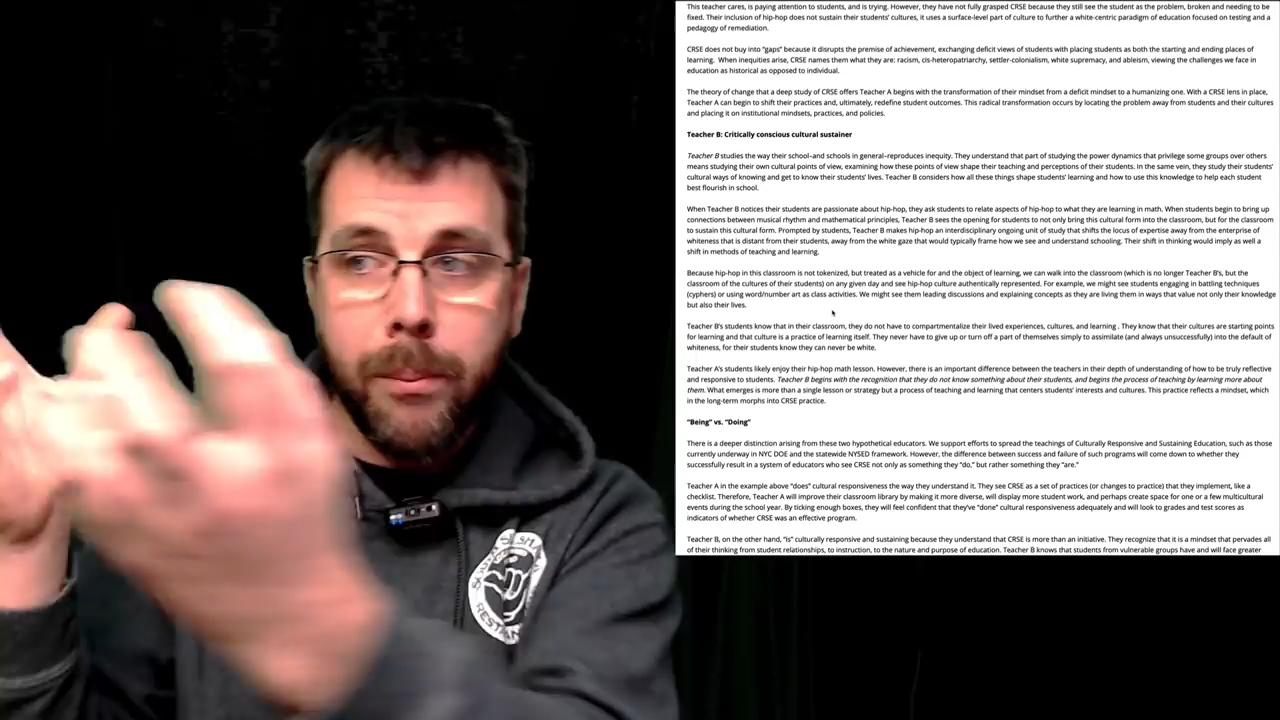 This teacher cares, is paying attention to students, and is trying. However, they have not fully grasped CRSE because they still see the student as the problem, broken and needing to be
fixed. Their inclusion of hip-hop does not sustain their students' cultures, it uses a surface-level part of culture to further a white-centric paradigm of education focused on testing and a
pedagogy of remediation.
CRSE does not buy into "gaps" because it disrupts the premise of achievement, exchanging deficit views of students with placing students as both the starting and ending places of
learning. When inequities arise, CRSE names them what they are: racism, cis-heteropatriarchy, settler-colonialism, white supremacy, and ableism, viewing the challenges we face in
education as historical as opposed to individual.
The theory of change that a deep study of CRSE offers Teacher A begins with the transformation of their mindset from a deficit mindset to a humanizing one. With a CRSE lens in place,
Teacher A can begin to shift their practices and, ultimately, redefine student outcomes. This radical transformation occurs by locating the problem away from students and their cultures
and placing it on institutional mindsets, practices, and policies.
Teacher B: Critically conscious cultural sustainer
Teacher B studies the way their school–and schools in general–reproduces inequity. They understand that part of studying the power dynamics that privilege some groups over others
means studying their own cultural points of view, examining how these points of view shape their teaching and perceptions of their students. In the same vein, they study their students'
cultural ways of knowing and get to know their students' lives. Teacher B considers how all these things shape students' learning and how to use this knowledge to help each student
best flourish in school.
When Teacher B notices their students are passionate about hip-hop, they ask students to relate aspects of hip-hop to what they are learning in math. When students begin to bring up
connections between musical rhythm and mathematical principles, Teacher B sees the opening for students to not only bring this cultural form into the classroom, but for the classroom
to sustain this cultural form. Prompted by students, Teacher B makes hip-hop an interdisciplinary ongoing unit of study that shifts the locus of expertise away from the enterprise of
whiteness that is distant from their students, away from the white gaze that would typically frame how we see and understand schooling. Their shift in thinking would imply as well a
shift in methods of teaching and learning.
Because hip-hop in this classroom is not tokenized, but treated as a vehicle for and the object of learning, we can walk into the classroom (which is no longer Teacher B's, but the
classroom of the cultures of their students) on any given day and see hip-hop culture authentically represented. For example, we might see students engaging in battling techniques
(cyphers) or using word/number art as class activities. We might see them leading discussions and explaining concepts as they are living them in ways that value not only their knowledge
but also their lives.
Teacher B's students know that in their classroom, they do not have to compartmentalize their lived experiences, cultures, and learning . They know that their cultures are starting points
for learning and that culture is a practice of learning itself. They never have to give up or turn off a part of themselves simply to assimilate (and always unsuccessfully) into the default of
whiteness, for their students know they can never be white.
Teacher A's students likely enjoy their hip-hop math lesson. However, there is an important difference between the teachers in their depth of understanding of how to be truly reflective
and responsive to students. Teacher B begins with the recognition that they do not know something about their students, and begins the process of teaching by learning more about
them. What emerges is more than a single lesson or strategy but a process of teaching and learning that centers students' interests and cultures. This practice reflects a mindset, which
in the long-term morphs into CRSE practice.
"Being" vs. "Doing"
There is a deeper distinction arising from these two hypothetical educators. We support efforts to spread the teachings of Culturally Responsive and Sustaining Education, such as those
currently underway in NYC DOE and the statewide NYSED framework. However, the difference between success and failure of such programs will come down to whether they
successfully result in a system of educators who see CRSE not only as something they "do," but rather something they "are."
Teacher A in the example above "does" cultural responsiveness the way they understand it. They see CRSE as a set of practices (or changes to practice) that they implement, like a
checklist. Therefore, Teacher A will improve their classroom library by making it more diverse, will display more student work, and perhaps create space for one or a few multicultural
events during the school year. By ticking enough boxes, they will feel confident that they've "done" cultural responsiveness adequately and will look to grades and test scores as
indicators of whether CRSE was an effective program.
Teacher B, on the other hand, "is" culturally responsive and sustaining because they understand that CRSE is more than an initiative. They recognize that it is a mindset that pervades all
of their thinking from student relationships, to instruction, to the nature and purpose of education. Teacher B knows that students from vulnerable groups have and will face greater